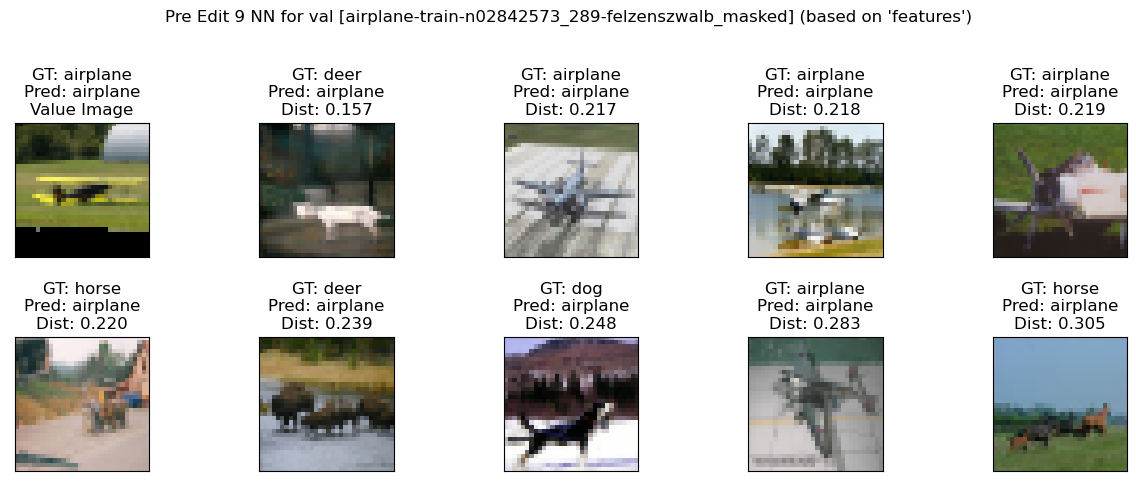 Pre Edit 9 NN for val [airplane-train-n02842573_289-felzenszwalb_masked] (based on 'features')
GT: airplane
Pred: airplane
Value Image
GT: deer
Pred: airplane
Dist: 0.157
GT: airplane
Pred: airplane
Dist: 0.217
GT: airplane
Pred: airplane
Dist: 0.218
GT: airplane
Pred: airplane
Dist: 0.219
GT: horse
Pred: airplane
Dist: 0.220
GT: deer
Pred: airplane
Dist: 0.239
GT: dog
Pred: airplane
Dist: 0.248
GT: airplane
Pred: airplane
Dist: 0.283
GT: horse
Pred: airplane
Dist: 0.305